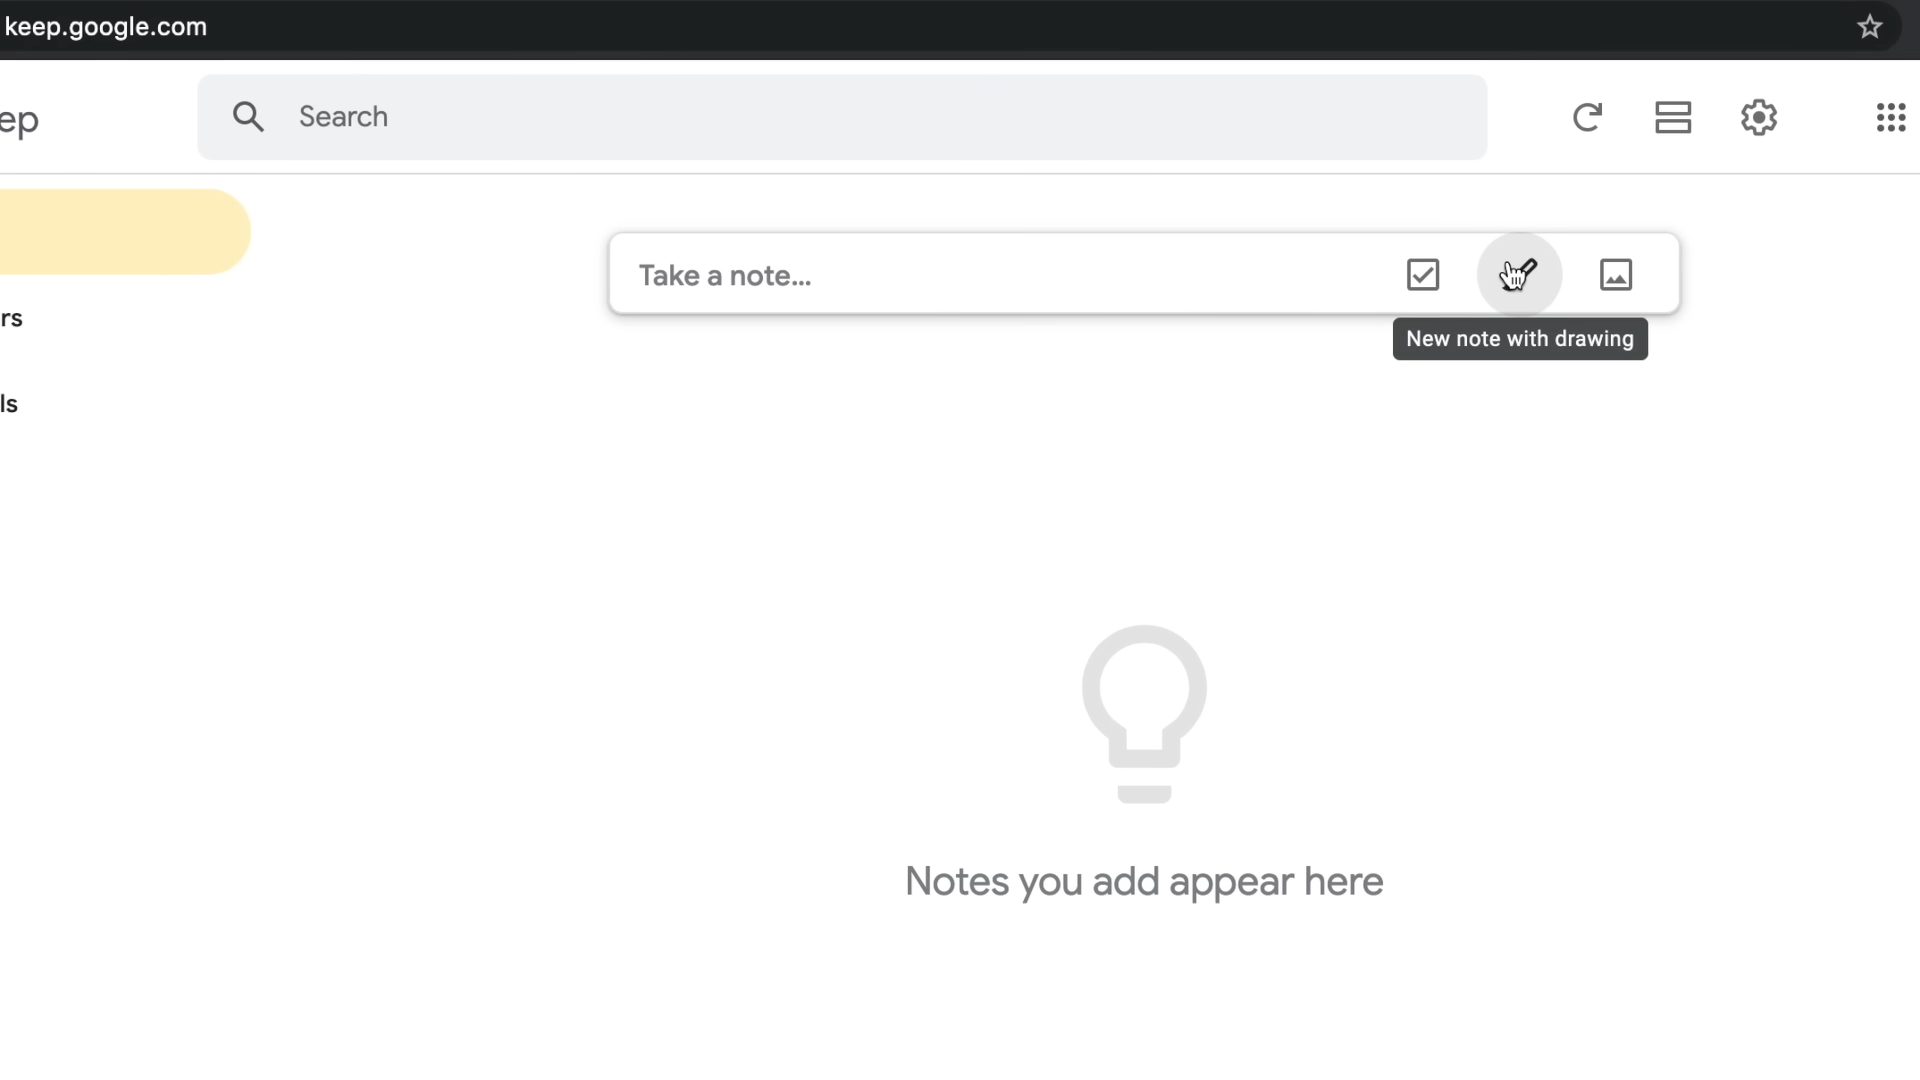 keep.google.com
ep
Search
Take a note...
New note with drawing
rs
ls
Notes you add appear here